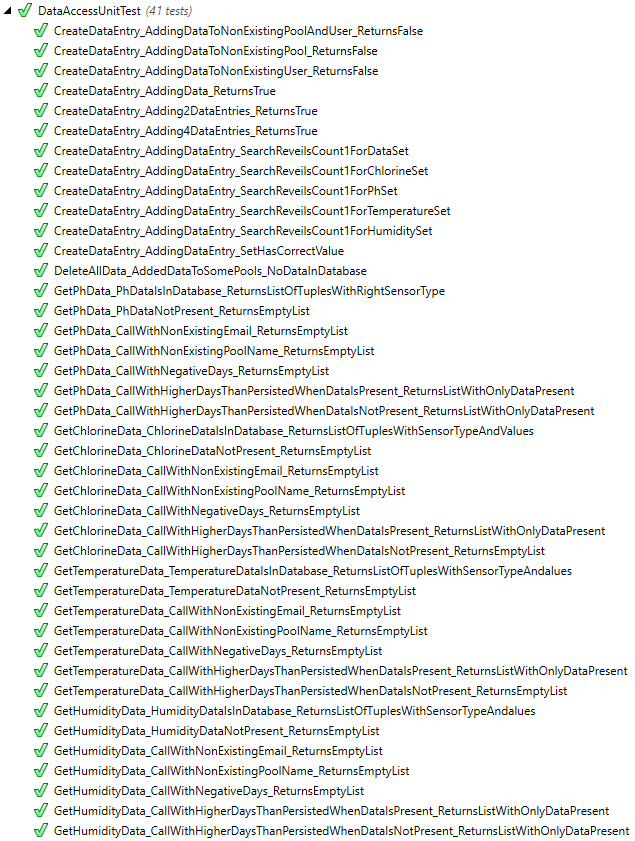 DataAccessUnitTest (41 tests)
CreateDataEntry_AddingDataToNonExistingPoolAndUser_ReturnsFalse
CreateDataEntry_AddingDataToNonExistingPool_ReturnsFalse
CreateDataEntry_AddingDataToNonExistingUser_ReturnsFalse
CreateDataEntry_AddingData_ReturnsTrue
CreateDataEntry_Adding2DataEntries_ReturnsTrue
CreateDataEntry_Adding4DataEntries_ReturnsTrue
CreateDataEntry_AddingDataEntry_SearchReveilsCount1ForDataSet
CreateDataEntry_AddingDataEntry_SearchReveilsCount1ForChlorineSet
CreateDataEntry_AddingDataEntry_SearchReveilsCount1ForPhSet
CreateDataEntry_AddingDataEntry_SearchReveilsCount1ForTemperatureSet
CreateDataEntry_AddingDataEntry_SearchReveilsCount1ForHumiditySet
CreateDataEntry_AddingDataEntry_SetHasCorrectValue
DeleteAllData_AddedDataToSomePools_NoDataInDatabase
GetPhData_PhDataIsInDatabase_ReturnsListOfTuplesWithRightSensorType
GetPhData_PhDataNotPresent_ReturnsEmptyList
GetPhData_CallWithNonExistingEmail_ReturnsEmptyList
GetPhData_CallWithNonExistingPoolName_ReturnsEmptyList
GetPhData_CallWithNegativeDays_ReturnsEmptyList
GetPhData_CallWithHigherDaysThanPersistedWhenDataIsPresent_ReturnsListWithOnlyDataPresent
GetPhData_CallWithHigherDaysThanPersistedWhenDataIsNotPresent_ReturnsListWithOnlyDataPresent
GetChlorineData_ChlorineDataIsInDatabase_ReturnsListOfTuplesWithSensorTypeAndValues
GetChlorineData_ChlorineDataNotPresent_ReturnsEmptyList
GetChlorineData_CallWithNonExistingEmail_ReturnsEmptyList
GetChlorineData_CallWithNonExistingPoolName_ReturnsEmptyList
GetChlorineData_CallWithNegativeDays_ReturnsEmptyList
GetChlorineData_CallWithHigherDaysThanPersistedWhenDataIsPresent_ReturnsListWithOnlyDataPresent
GetChlorineData_CallWithHigherDaysThanPersistedWhenDataIsNotPresent_ReturnsEmptyList
GetTemperatureData_TemperatureDataIsInDatabase_ReturnsListOfTuplesWithSensorTypeAndalues
GetTemperatureData_TemperatureDataNotPresent_ReturnsEmptyList
GetTemperatureData_CallWithNonExistingEmail_ReturnsEmptyList
GetTemperatureData_CallWithNonExistingPoolName_ReturnsEmptyList
GetTemperatureData_CallWithNegativeDays_ReturnsEmptyList
GetTemperatureData_CallWithHigherDaysThanPersistedWhenDataIsPresent_ReturnsListWithOnlyDataPresent
GetTemperatureData_CallWithHigherDaysThanPersistedWhenDataIsNotPresent_ReturnsEmptyList
GetHumidityData_HumidityDataIsInDatabase_ReturnsListOfTuplesWithSensorTypeAndalues
GetHumidityData_HumidityDataNotPresent_ReturnsEmptyList
GetHumidityData_CallWithNonExistingEmail_ReturnsEmptyList
GetHumidityData_CallWithNonExistingPoolName_ReturnsEmptyList
GetHumidityData_CallWithNegativeDays_ReturnsEmptyList
GetHumidityData_CallWithHigherDaysThanPersistedWhenDataIsPresent_ReturnsListWithOnlyDataPresent
GetHumidityData_CallWithHigherDaysThanPersistedWhenDataIsNotPresent_ReturnsListWithOnlyDataPresent